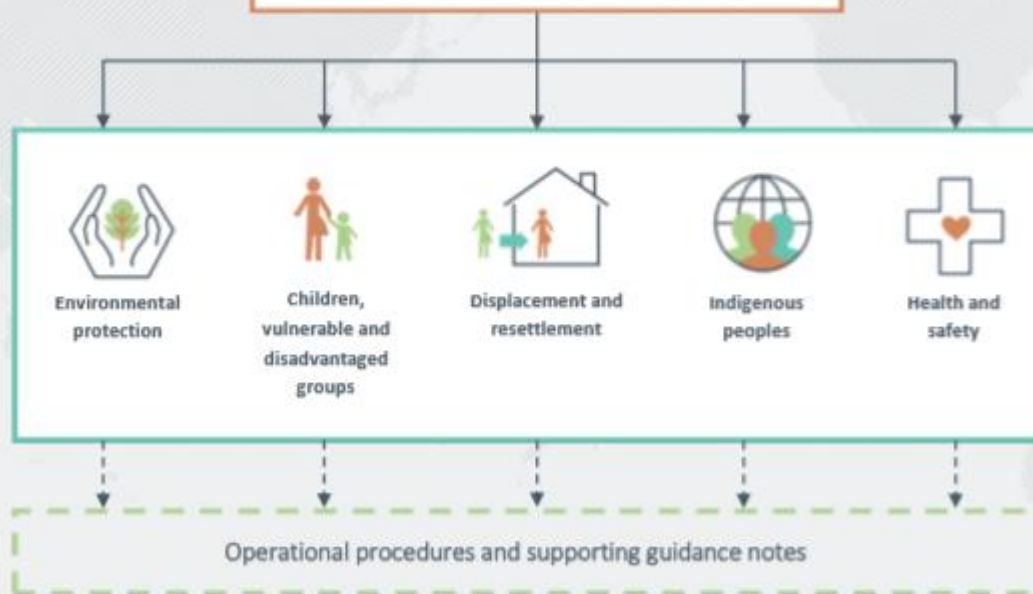 Environmental
protection
Children,
vulnerable and
disadvantaged
groups
Displacement and
resettlement
Indigenous
peoples
Health and
safety
Operational procedures and supporting guidance notes